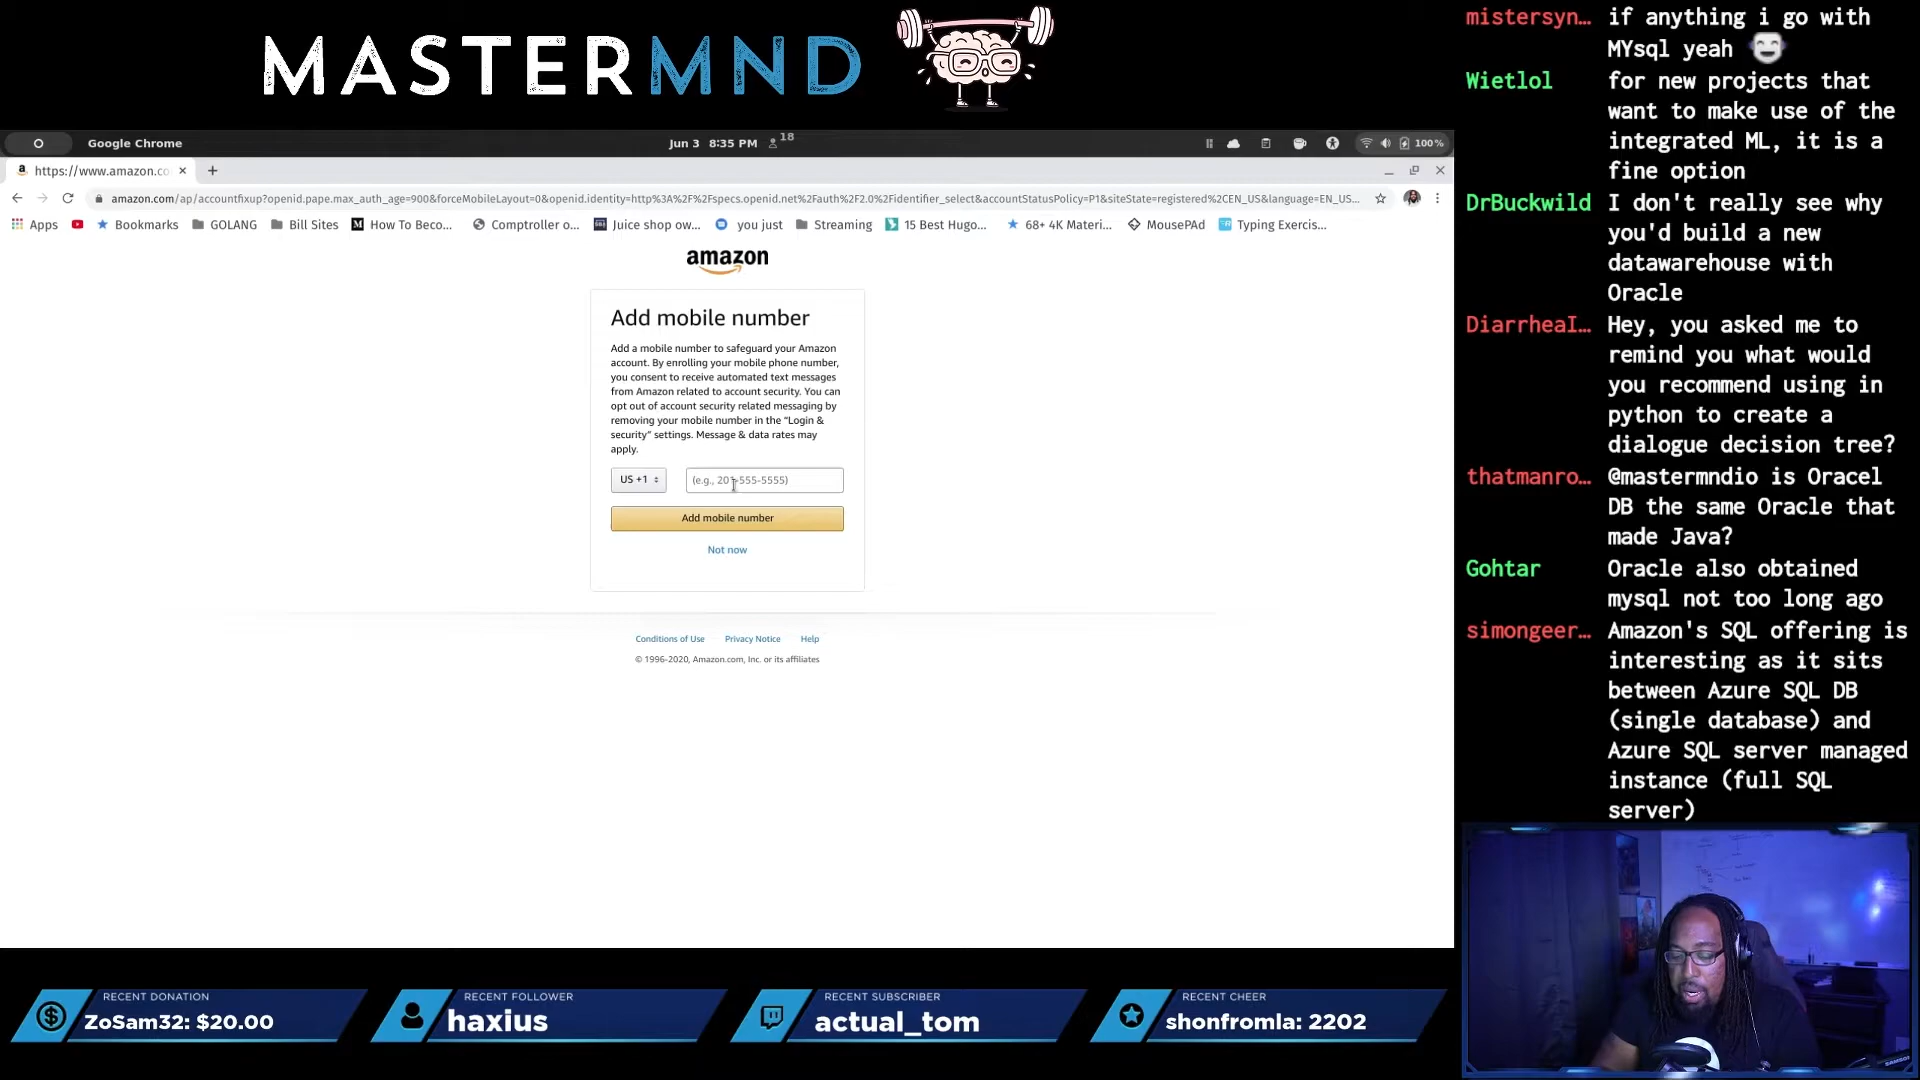 MASTERMND
Google Chrome
Jun 3 8:35 PM
18
100%
https://www.amazon.co
amazon.com/ap/accountfixup?openid.pape.max_auth_age=900&forceMobileLayout=0&openid.identity=http%3A%2F%2Fspecs.openid.net%2Fauth%2F2.0%2Fidentifier_select&accountStatusPolicy=P1&siteState=registered%2CEN_US&language=EN_US...
Apps
Bookmarks
GOLANG
Bill Sites
How To Beco...
Comptroller o...
Juice shop ow...
you just
Streaming
15 Best Hugo...
68+ 4K Materi...
MousePAd
Typing Exercis...
amazon
Add mobile number
Add a mobile number to safeguard your Amazon
account. By enrolling your mobile phone number,
you consent to receive automated text messages
from Amazon related to account security. You can
opt out of account security related messaging by
removing your mobile number in the “Login &
security” settings. Message & data rates may
apply.
US +1
(e.g., 201-555-5555)
Add mobile number
Not now
Conditions of Use Privacy Notice Help
© 1996-2020, Amazon.com, Inc. or its affiliates
mistersyn… if anything i go with
MYsql yeah
Wietlol for new projects that
want to make use of the
integrated ML, it is a
fine option
DrBuckwild I don't really see why
you'd build a new
datawarehouse with
Oracle
DiarrheaI… Hey, you asked me to
remind you what would
you recommend using in
python to create a
dialogue decision tree?
thatmanro… @mastermndio is Oracel
DB the same Oracle that
made Java?
Gohtar Oracle also obtained
mysql not too long ago
simongeer… Amazon's SQL offering is
interesting as it sits
between Azure SQL DB
(single database) and
Azure SQL server managed
instance (full SQL
server)
RECENT DONATION
ZoSam32: $20.00
RECENT FOLLOWER
haxius
RECENT SUBSCRIBER
actual_tom
RECENT CHEER
shonfromla: 2202